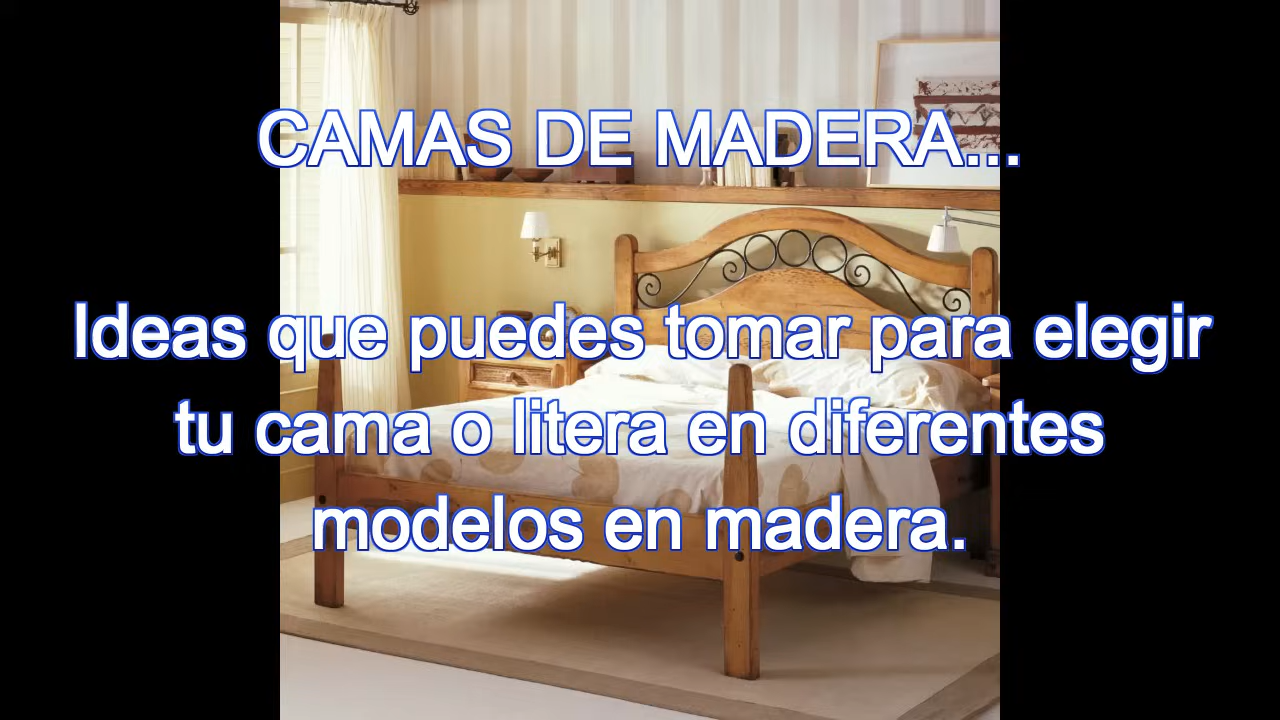 CAMAS DE MADERA...
Ideas que puedes tomar para elegir
tu cama o litera en diferentes
modelos en madera.